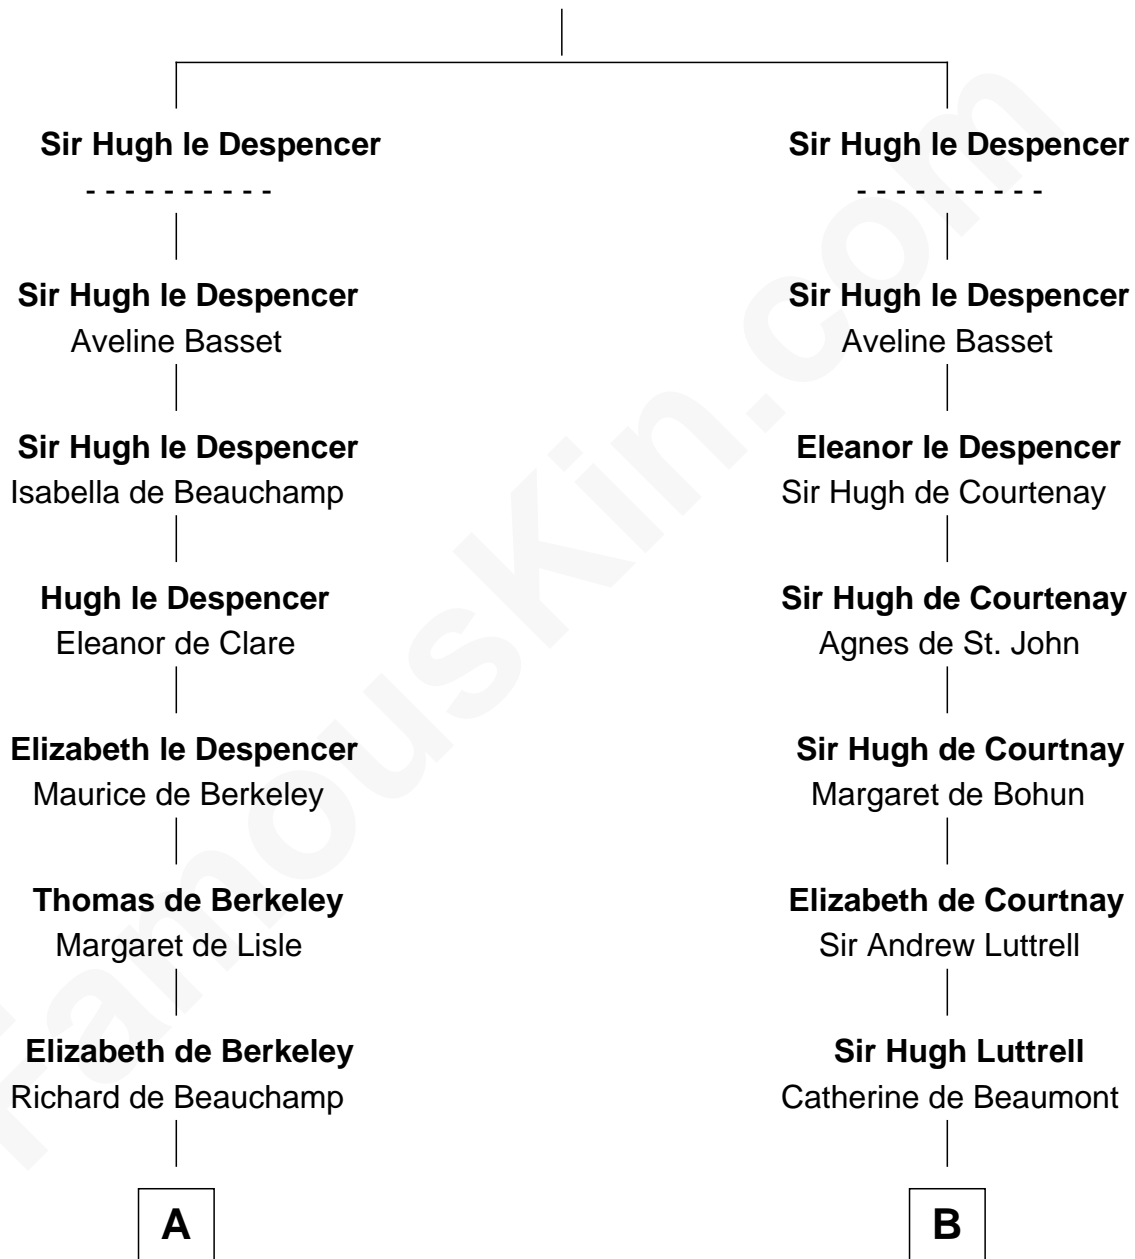 Sir Hugh le Despencer
- - - - - - - - - -
Sir Hugh le Despencer
Aveline Basset
Sir Hugh le Despencer
Isabella de Beauchamp
Hugh le Despencer
Eleanor de Clare
Elizabeth le Despencer
Maurice de Berkeley
Thomas de Berkeley
Margaret de Lisle
Elizabeth de Berkeley
Richard de Beauchamp
A
Sir Hugh le Despencer
- - - - - - - - - -
Sir Hugh le Despencer
Aveline Basset
Eleanor le Despencer
Sir Hugh de Courtenay
Sir Hugh de Courtenay
Agnes de St. John
Sir Hugh de Courtnay
Margaret de Bohun
Elizabeth de Courtnay
Sir Andrew Luttrell
Sir Hugh Luttrell
Catherine de Beaumont
B
FamousKin.com